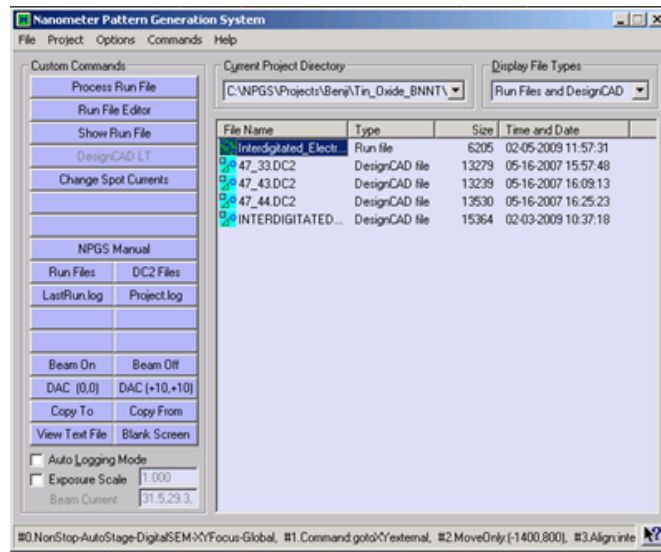 Nanometer Pattern Generation System
File Project Options Commands Help
Custom Commands
Process Run File
Run File Editor
Show Run File
DesignCAD LT
Change Spot Currents
NPGS Manual
Run Files DC2 Files
LastRun.log Project.log
Beam On Beam Off
DAC (0,0) DAC (+10,+10)
Copy To Copy From
View Text File Blank Screen
Auto Logging Mode
Exposure Scale 1.000
Beam Current 31.5,29.3,
Current Project Directory
C:\NPGS\Projects\Benji\Tin_Oxide_BNNT\
Display File Types
Run Files and DesignCAD
File Name Type Size Time and Date
Interdigitated_Electr... Run file 6205 02-05-2009 11:57:31
47_33.DC2 DesignCAD file 13279 05-16-2007 15:57:48
47_43.DC2 DesignCAD file 13239 05-16-2007 16:09:13
47_44.DC2 DesignCAD file 13530 05-16-2007 16:25:23
INTERDIGITATED... DesignCAD file 15364 02-03-2009 10:37:18
#0.NonStop-AutoStage-DigitalSEM-XYFocus-Global, #1.Command:gotoXYexternal, #2.MoveOnly:(-1400,800), #3.Align:inte